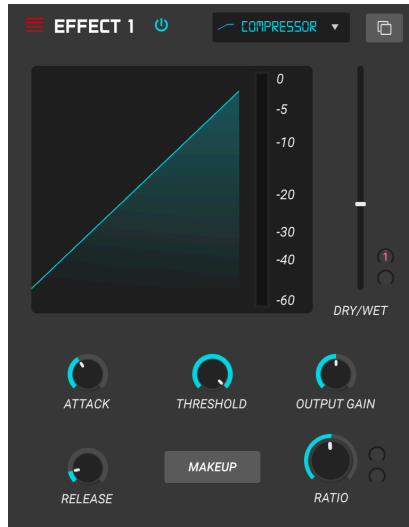 EFFECT 1
COMPRESSOR
0
-5
-10
-20
-30
-40
-60
1
DRY/WET
ATTACK
THRESHOLD
OUTPUT GAIN
RELEASE
MAKEUP
RATIO